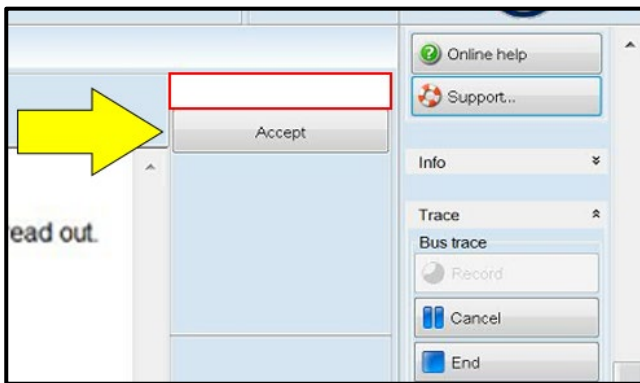 Online help
Support...
Accept
Info
Trace
ead out.
Bus trace
Record
Cancel
End